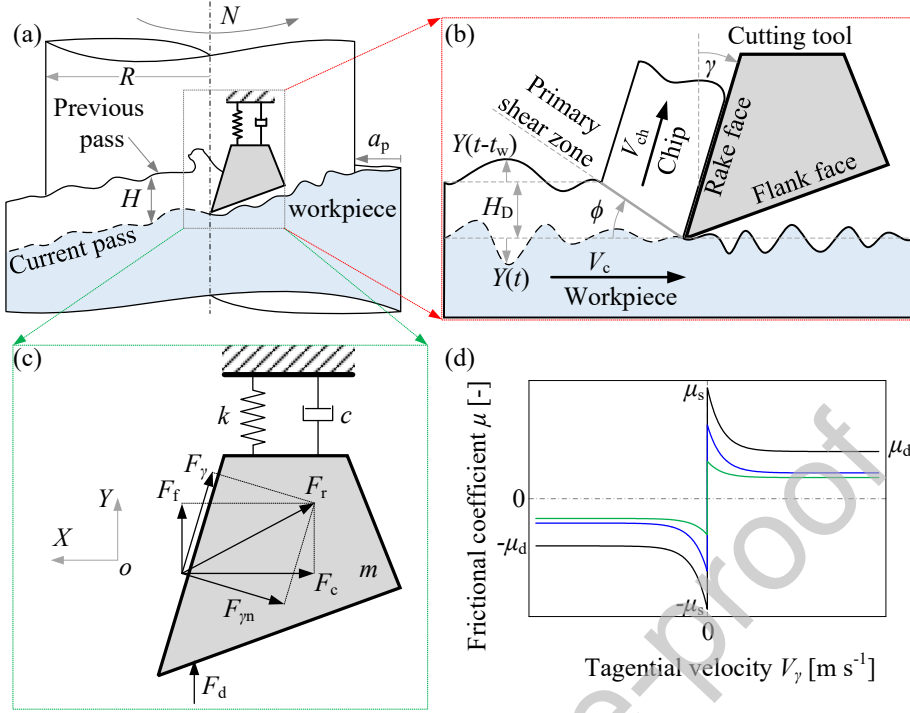 (a)
N
R
Previous
pass
a_p
H
workpiece
Current pass
(b)
Cutting tool
γ
Primary
shear zone
V_ch
Chip
Rake face
Flank face
Y(t-t_w)
H_D
ϕ
Y(t)
V_c
Workpiece
(c)
k
c
F_γ
F_f
F_r
Y
X
o
F_c
m
F_γn
F_d
(d)
Frictional coefficient μ [-]
μ_s
μ_d
0
-μ_d
-μ_s
0
Tagential velocity V_γ [m s⁻¹]
e-proof